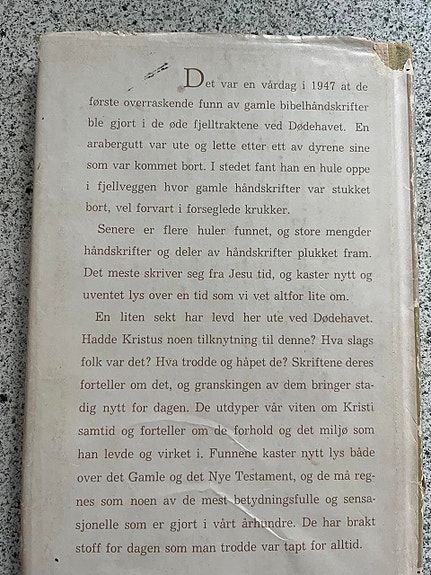 Det var en vårdag i 1947 at de
første overraskende funn av gamle bibelhåndskrifter
ble gjort i de øde fjelltraktene ved Dødehavet. En
arabergutt var ute og lette etter ett av dyrene sine
som var kommet bort. I stedet fant han en hule oppe
i fjellveggen hvor gamle håndskrifter var stukket
bort, vel forvart i forseglede krukker.
Senere er flere huler funnet, og store mengder
håndskrifter og deler av håndskrifter plukket fram.
Det meste skriver seg fra Jesu tid, og kaster nytt og
uventet lys over en tid som vi vet altfor lite om.
En liten sekt har levd her ute ved Dødehavet.
Hadde Kristus noen tilknytning til denne? Hva slags
folk var det? Hva trodde og håpet de? Skriftene deres
forteller om det, og granskingen av dem bringer sta-
dig nytt for dagen. De utdyper vår viten om Kristi
samtid og forteller om de forhold og det miljø som
han levde og virket i. Funnene kaster nytt lys både
over det Gamle og det Nye Testament, og de må reg-
nes som noen av de mest betydningsfulle og sensa-
sjonelle som er gjort i vårt århundre. De har brakt
stoff for dagen som man trodde var tapt for alltid.